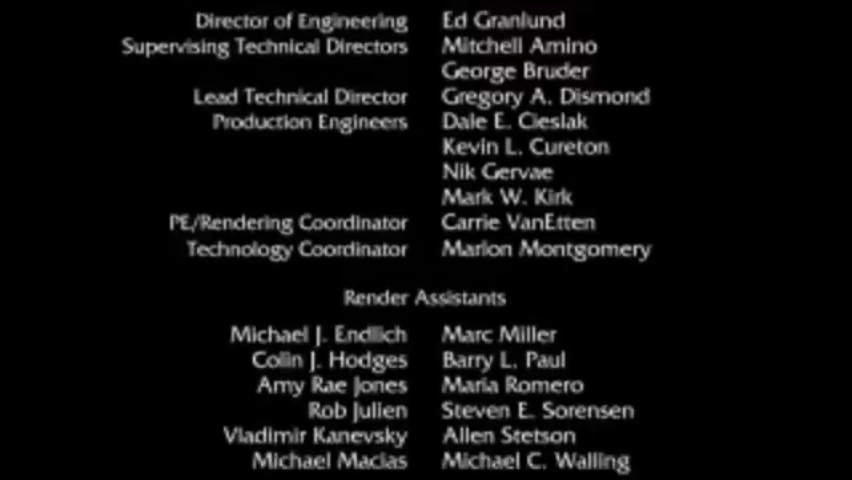 Director of Engineering Ed Granlund
Supervising Technical Directors Mitchell Amino
George Bruder
Lead Technical Director Gregory A. Dismond
Production Engineers Dale E. Cieslak
Kevin L. Cureton
Nik Gervae
Mark W. Kirk
PE/Rendering Coordinator Carrie VanEtten
Technology Coordinator Marlon Montgomery
Render Assistants
Michael J. Endlich Marc Miller
Colin J. Hodges Barry L. Paul
Amy Rae Jones Maria Romero
Rob Jullen Steven E. Sorensen
Vladimir Kanevsky Allen Stetson
Michael Macias Michael C. Walling